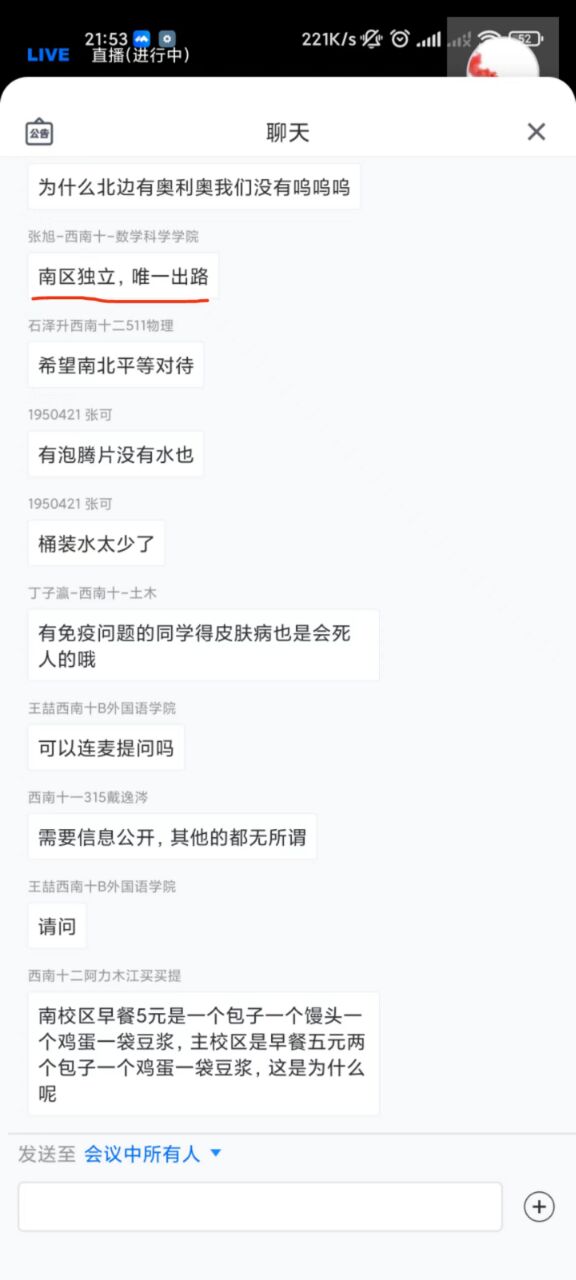 21:53
221K/s
52
LIVE
直播(进行中)
公告
聊天
为什么北边有奥利奥我们没有呜呜呜
张旭-西南十-数学科学学院
南区独立，唯一出路
石泽升西南十二511物理
希望南北平等对待
1950421 张可
有泡腾片没有水也
1950421 张可
桶装水太少了
丁子瀛-西南十-土木
有免疫问题的同学得皮肤病也是会死
人的哦
王喆西南十B外国语学院
可以连麦提问吗
西南十一315戴逸涔
需要信息公开，其他的都无所谓
王喆西南十B外国语学院
请问
西南十二阿力木江买买提
南校区早餐5元是一个包子一个馒头一
个鸡蛋一袋豆浆，主校区是早餐五元两
个包子一个鸡蛋一袋豆浆，这是为什么
呢
发送至 会议中所有人